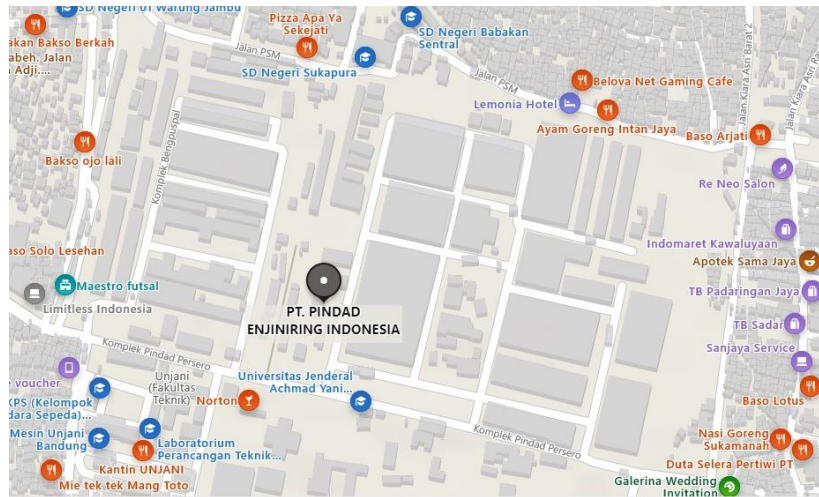 SD Negeri 01 Warung Jambu
Pizza Apa Ya
Sekejati
SD Negeri Babakan
Sentral
akan Bakso Berkah
abeh. Jalan
Adji....
Jalan PSM
SD Negeri Sukapura
Jalan PSM
Belova Net Gaming Cafe
Lemonia Hotel
Ayam Goreng Intan Jaya
Baso Arjati
Jalan Kiara Asri Barat 2
Jalan Kiara Asri Ra
Bakso ojo lali
Komplek Bengpuspal
Re Neo Salon
aso Solo Lesehan
Indomaret Kawaluyaan
Apotek Sama Jaya
Maestro futsal
Limitless Indonesia
TB Padaringan Jaya
PT. PINDAD
ENJINIRING INDONESIA
TB Sadar
Sanjaya Service
Komplek Pindad Persero
e voucher
Unjani
(Fakultas
Teknik)
Universitas Jenderal
Achmad Yani...
Norton
Baso Lotus
KPS (Kelompok
dara Sepeda)...
Mesin Unjani
Bandung
Laboratorium
Perancangan Teknik...
Komplek Pindad Persero
Nasi Goreng
Sukamanah
Kantin UNJANI
Duta Selera Pertiwi PT
Mie tek tek Mang Toto
Galerina Wedding
Invitation